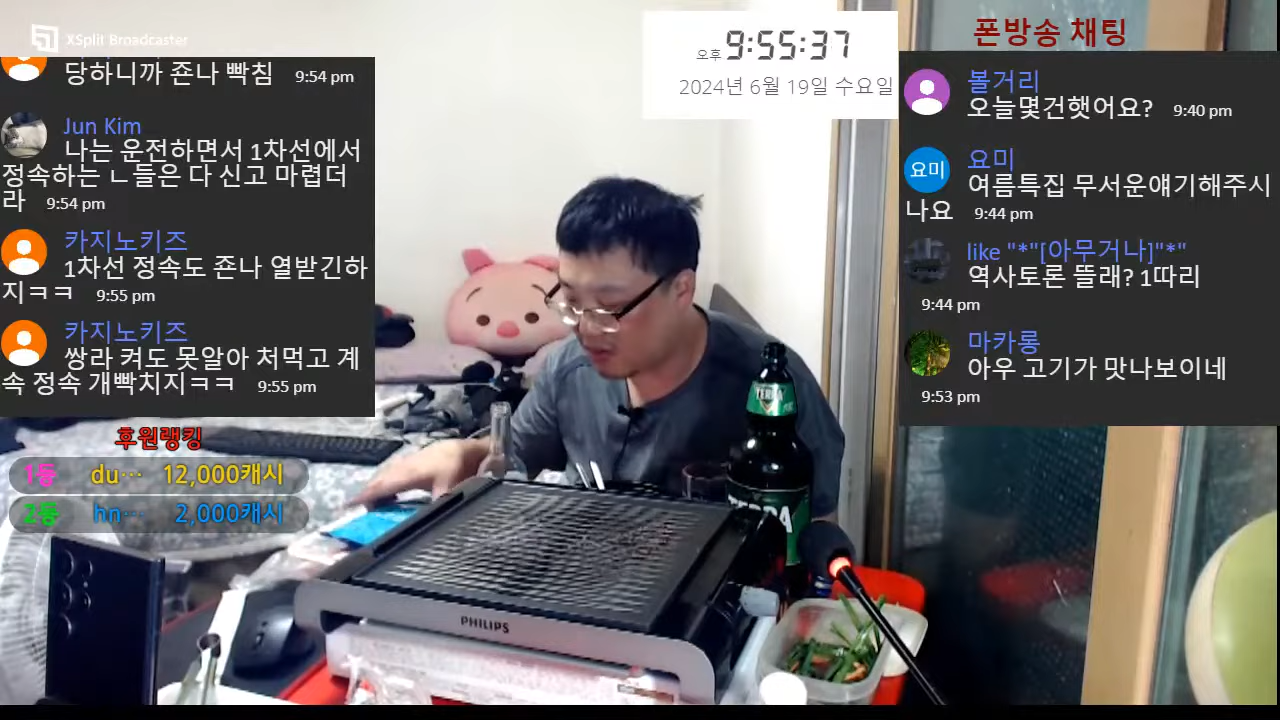 XSplit Broadcaster
당하니까 죤나 빡침 9:54 pm
Jun Kim
나는 운전하면서 1차선에서
정속하는 ㄴ들은 다 신고 마렵더
라 9:54 pm
카지노키즈
1차선 정속도 죤나 열받긴하
지ㅋㅋ 9:55 pm
카지노키즈
쌍라 켜도 못알아 처먹고 계
속 정속 개빡치지ㅋㅋ 9:55 pm
후원랭킹
1등 du… 12,000캐시
2등 hn… 2,000캐시
오후 9:55:37
2024년 6월 19일 수요일
폰방송 채팅
볼거리
오늘몇건햇어요? 9:40 pm
요미
요미
여름특집 무서운얘기해주시
나요 9:44 pm
like "*"[아무거나]"*"
역사토론 뜰래? 1따리
9:44 pm
마카롱
아우 고기가 맛나보이네
9:53 pm
TERRA
TERRA
PHILIPS